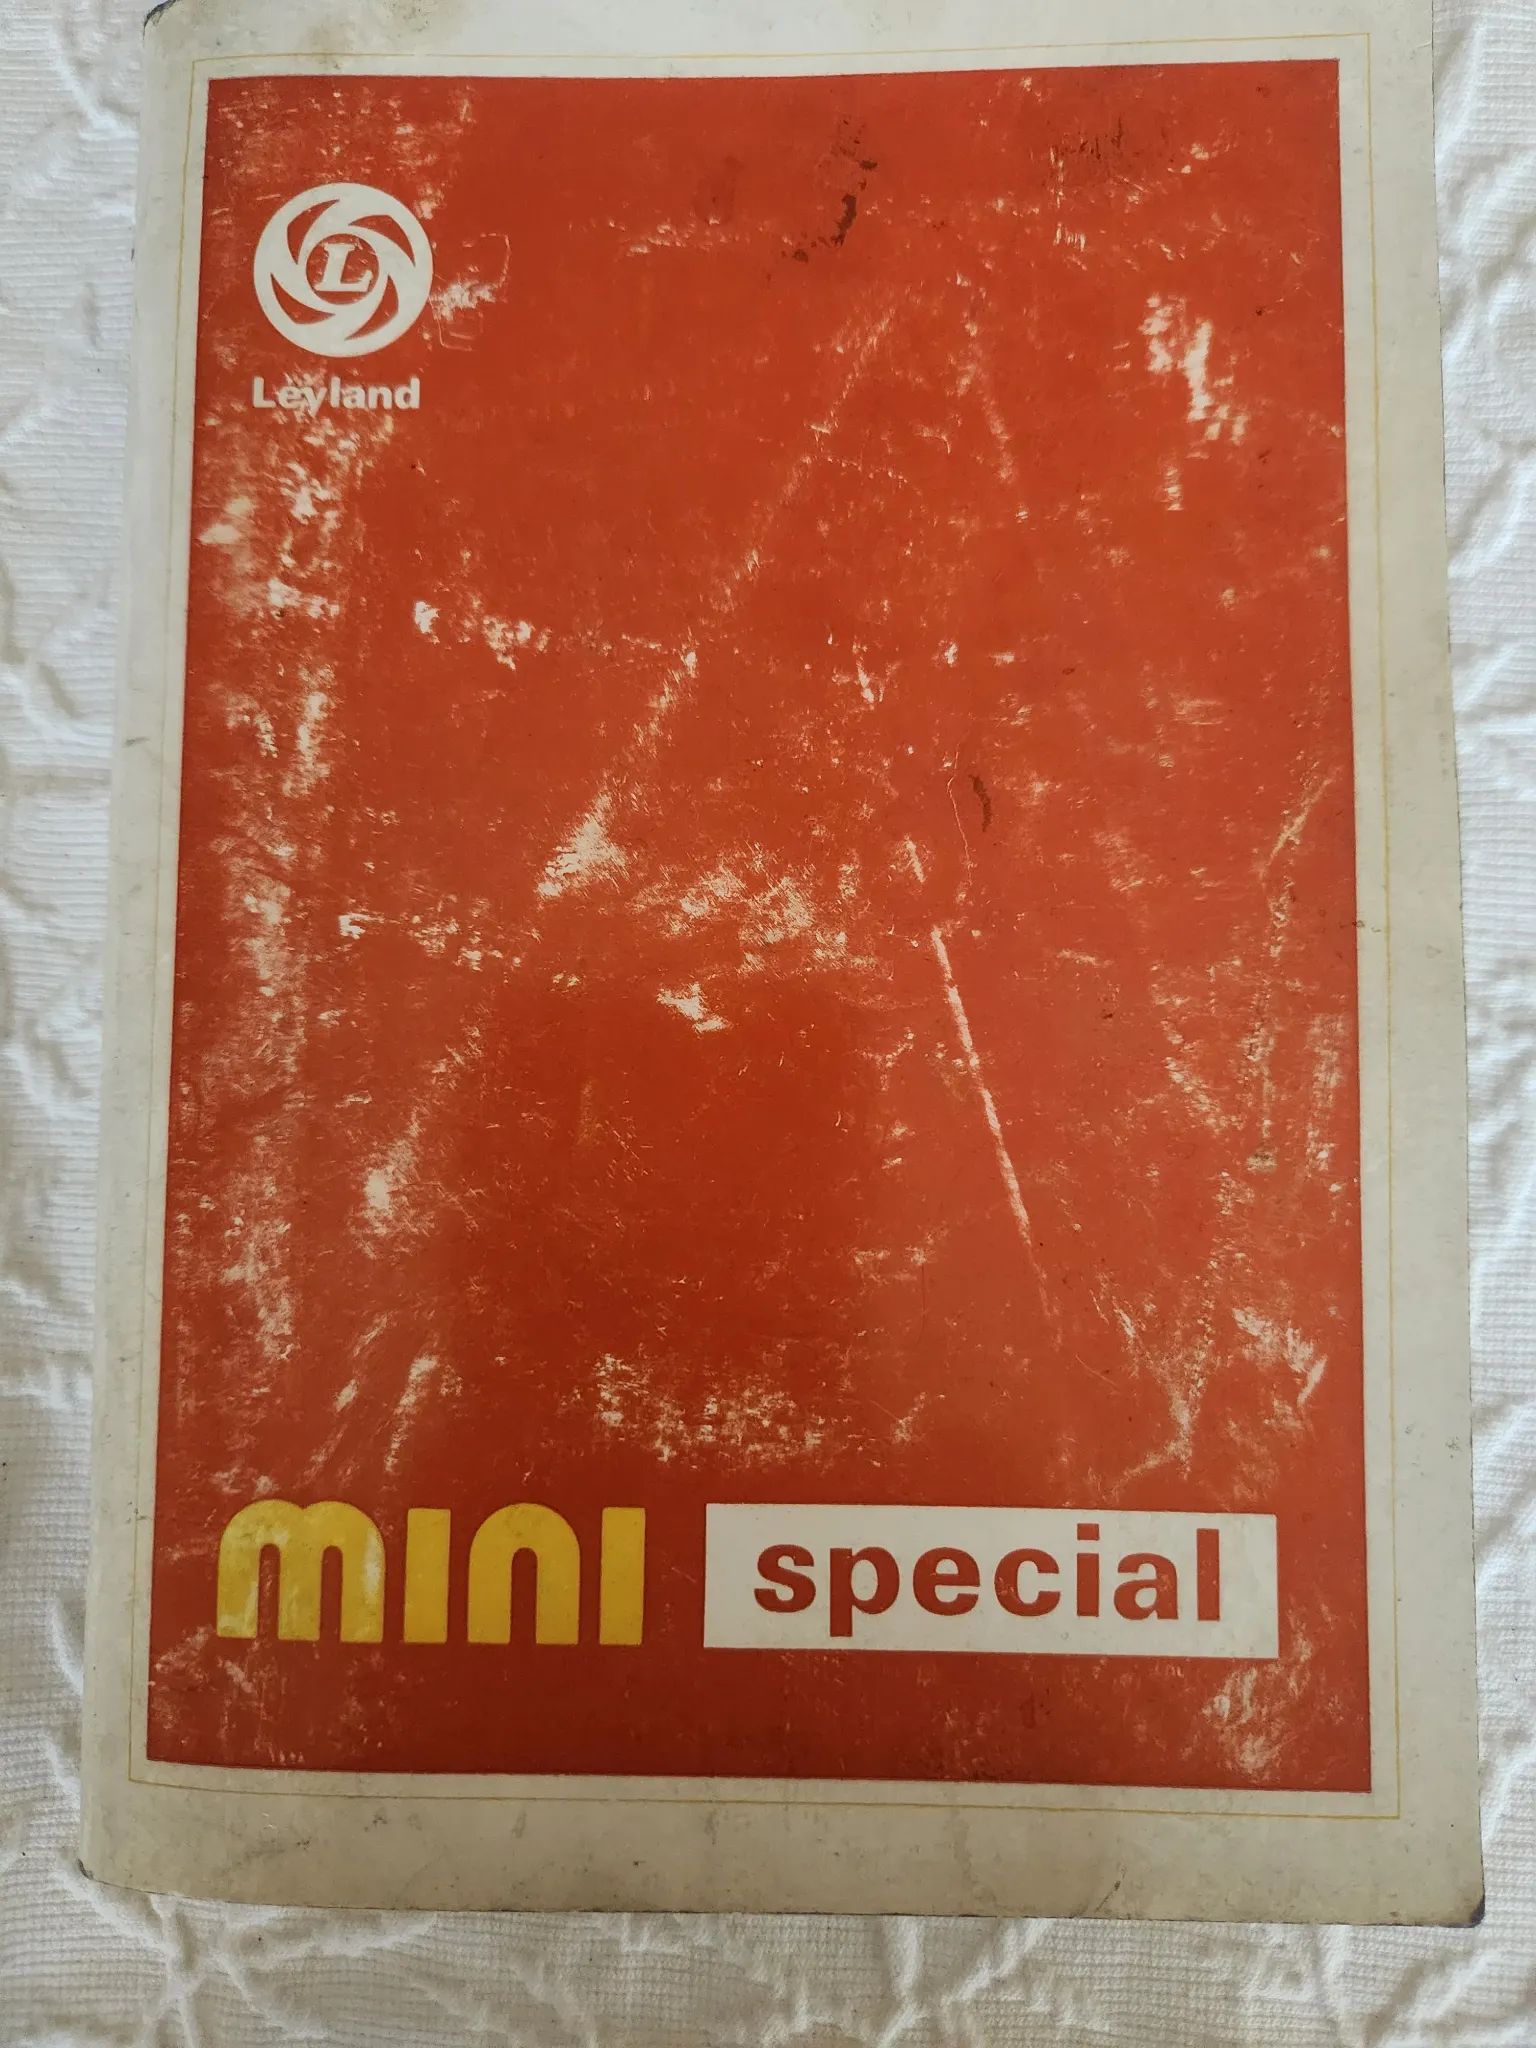 L
Leyland
mini special